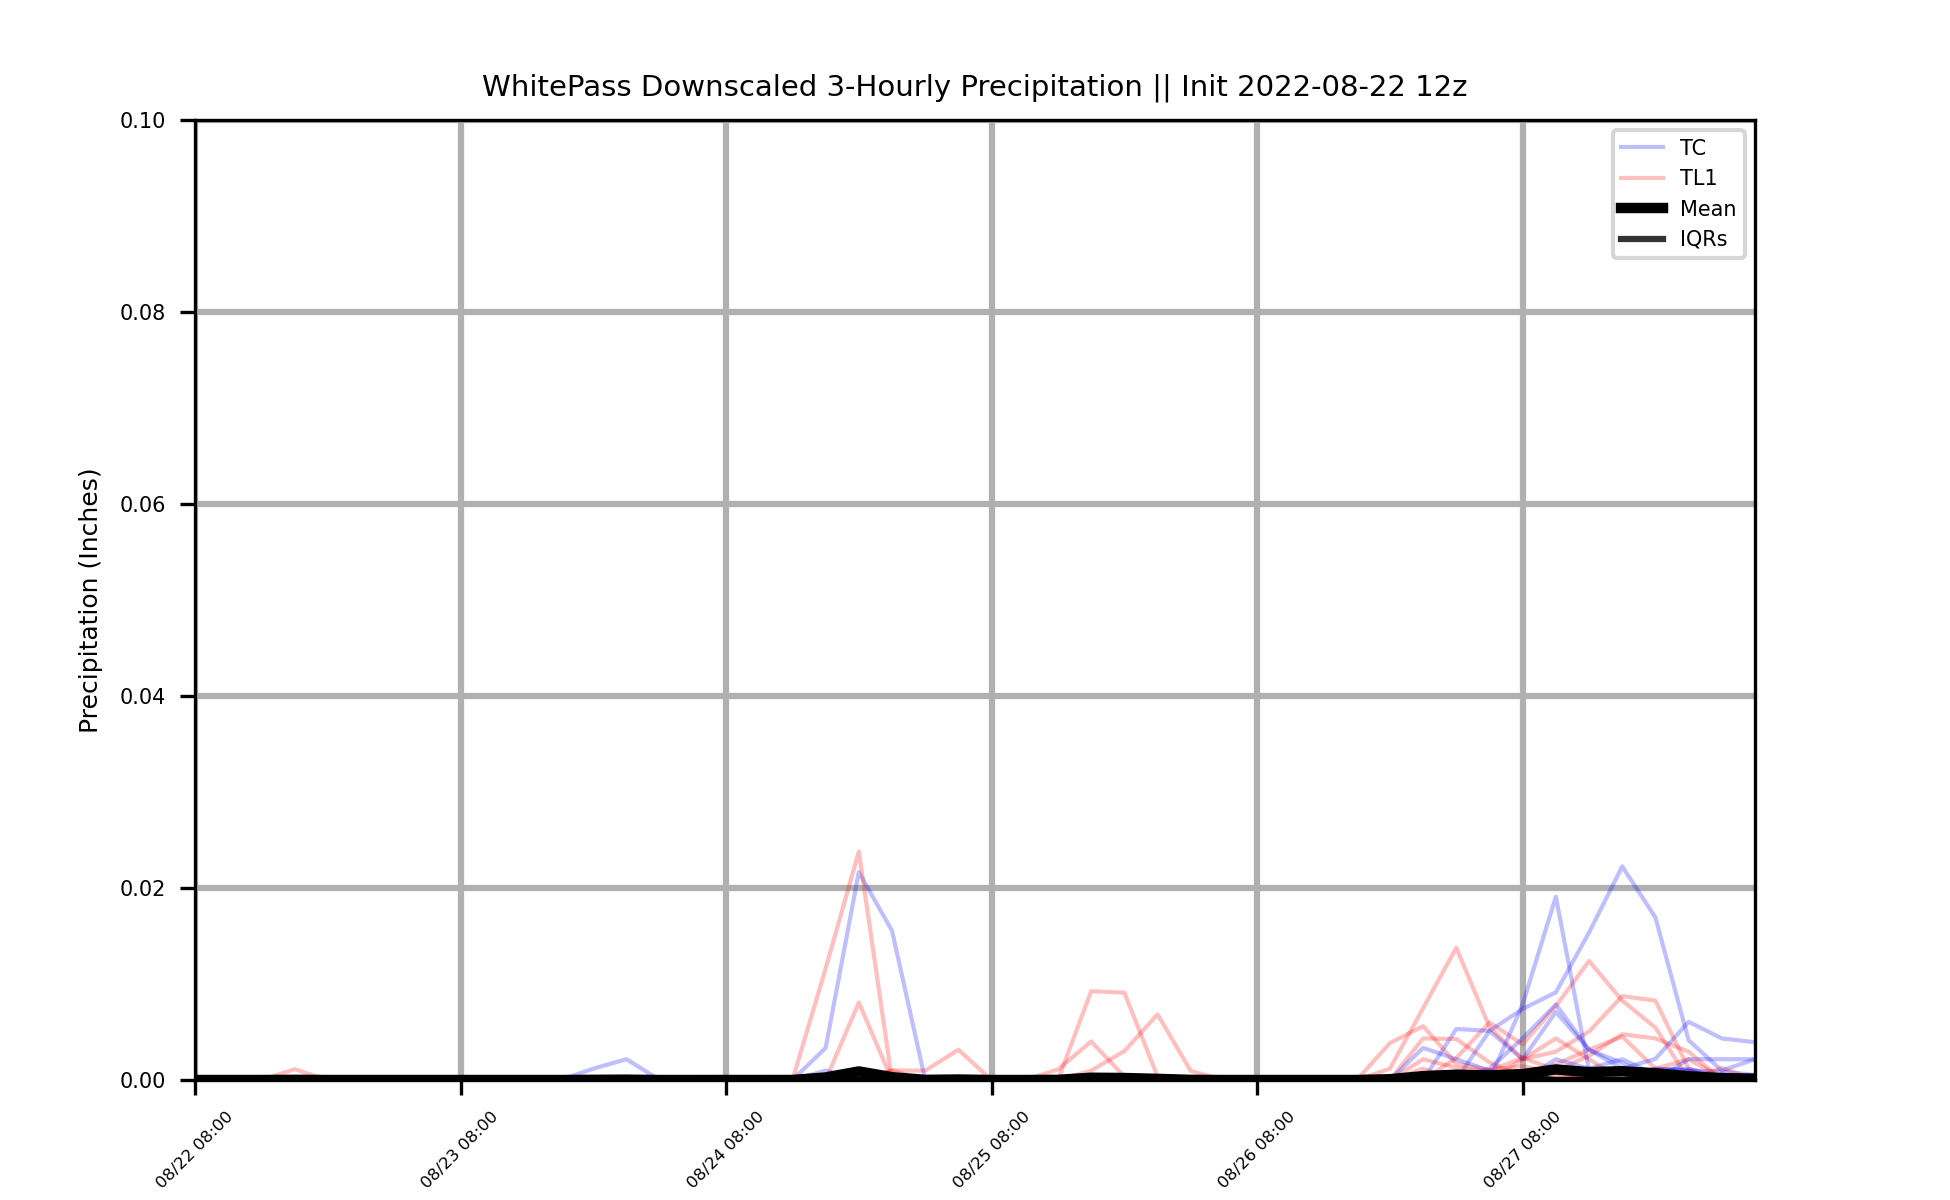 WhitePass Downscaled 3-Hourly Precipitation || Init 2022-08-22 12z
0.10
0.08
0.06
0.04
0.02
0.00
Precipitation (Inches)
TC
TL1
Mean
IQRs
08/22 08:00
08/23 08:00
08/24 08:00
08/25 08:00
08/26 08:00
08/27 08:00